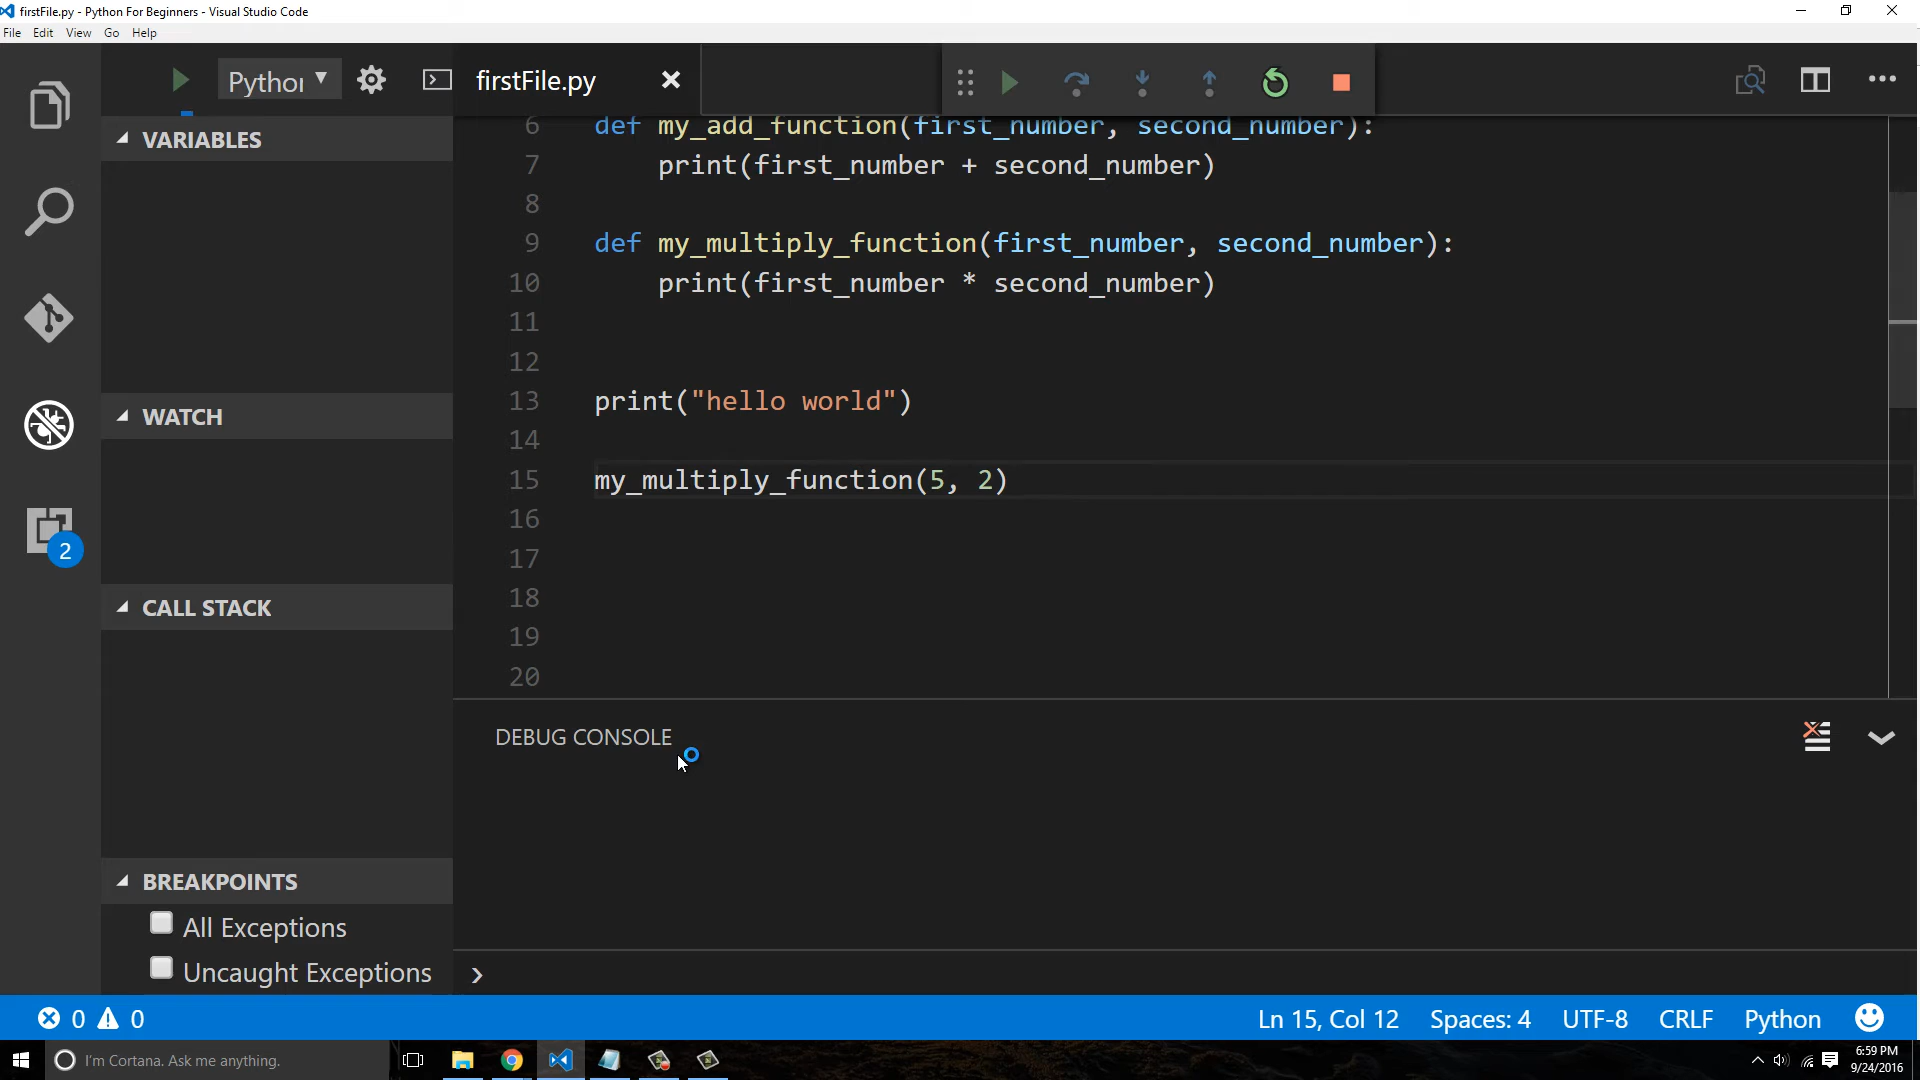 firstFile.py - Python For Beginners - Visual Studio Code
File Edit View Go Help
Python
firstFile.py
VARIABLES
WATCH
CALL STACK
BREAKPOINTS
All Exceptions
Uncaught Exceptions
6 def my_add_function(first_number, second_number):
7 print(first_number + second_number)
8
9 def my_multiply_function(first_number, second_number):
10 print(first_number * second_number)
11
12
13 print("hello world")
14
15 my_multiply_function(5, 2)
16
17
18
19
20
DEBUG CONSOLE
2
0 0
Ln 15, Col 12 Spaces: 4 UTF-8 CRLF Python
I'm Cortana. Ask me anything.
6:59 PM
9/24/2016